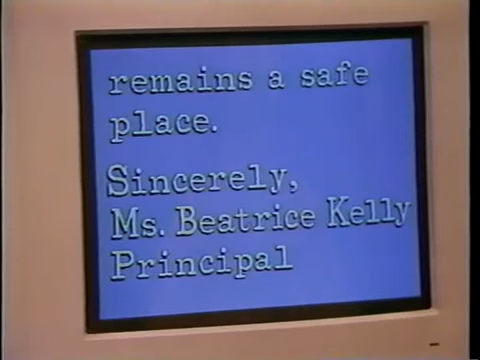 remains a safe
place.
Sincerely,
Ms. Beatrice Kelly
Principal